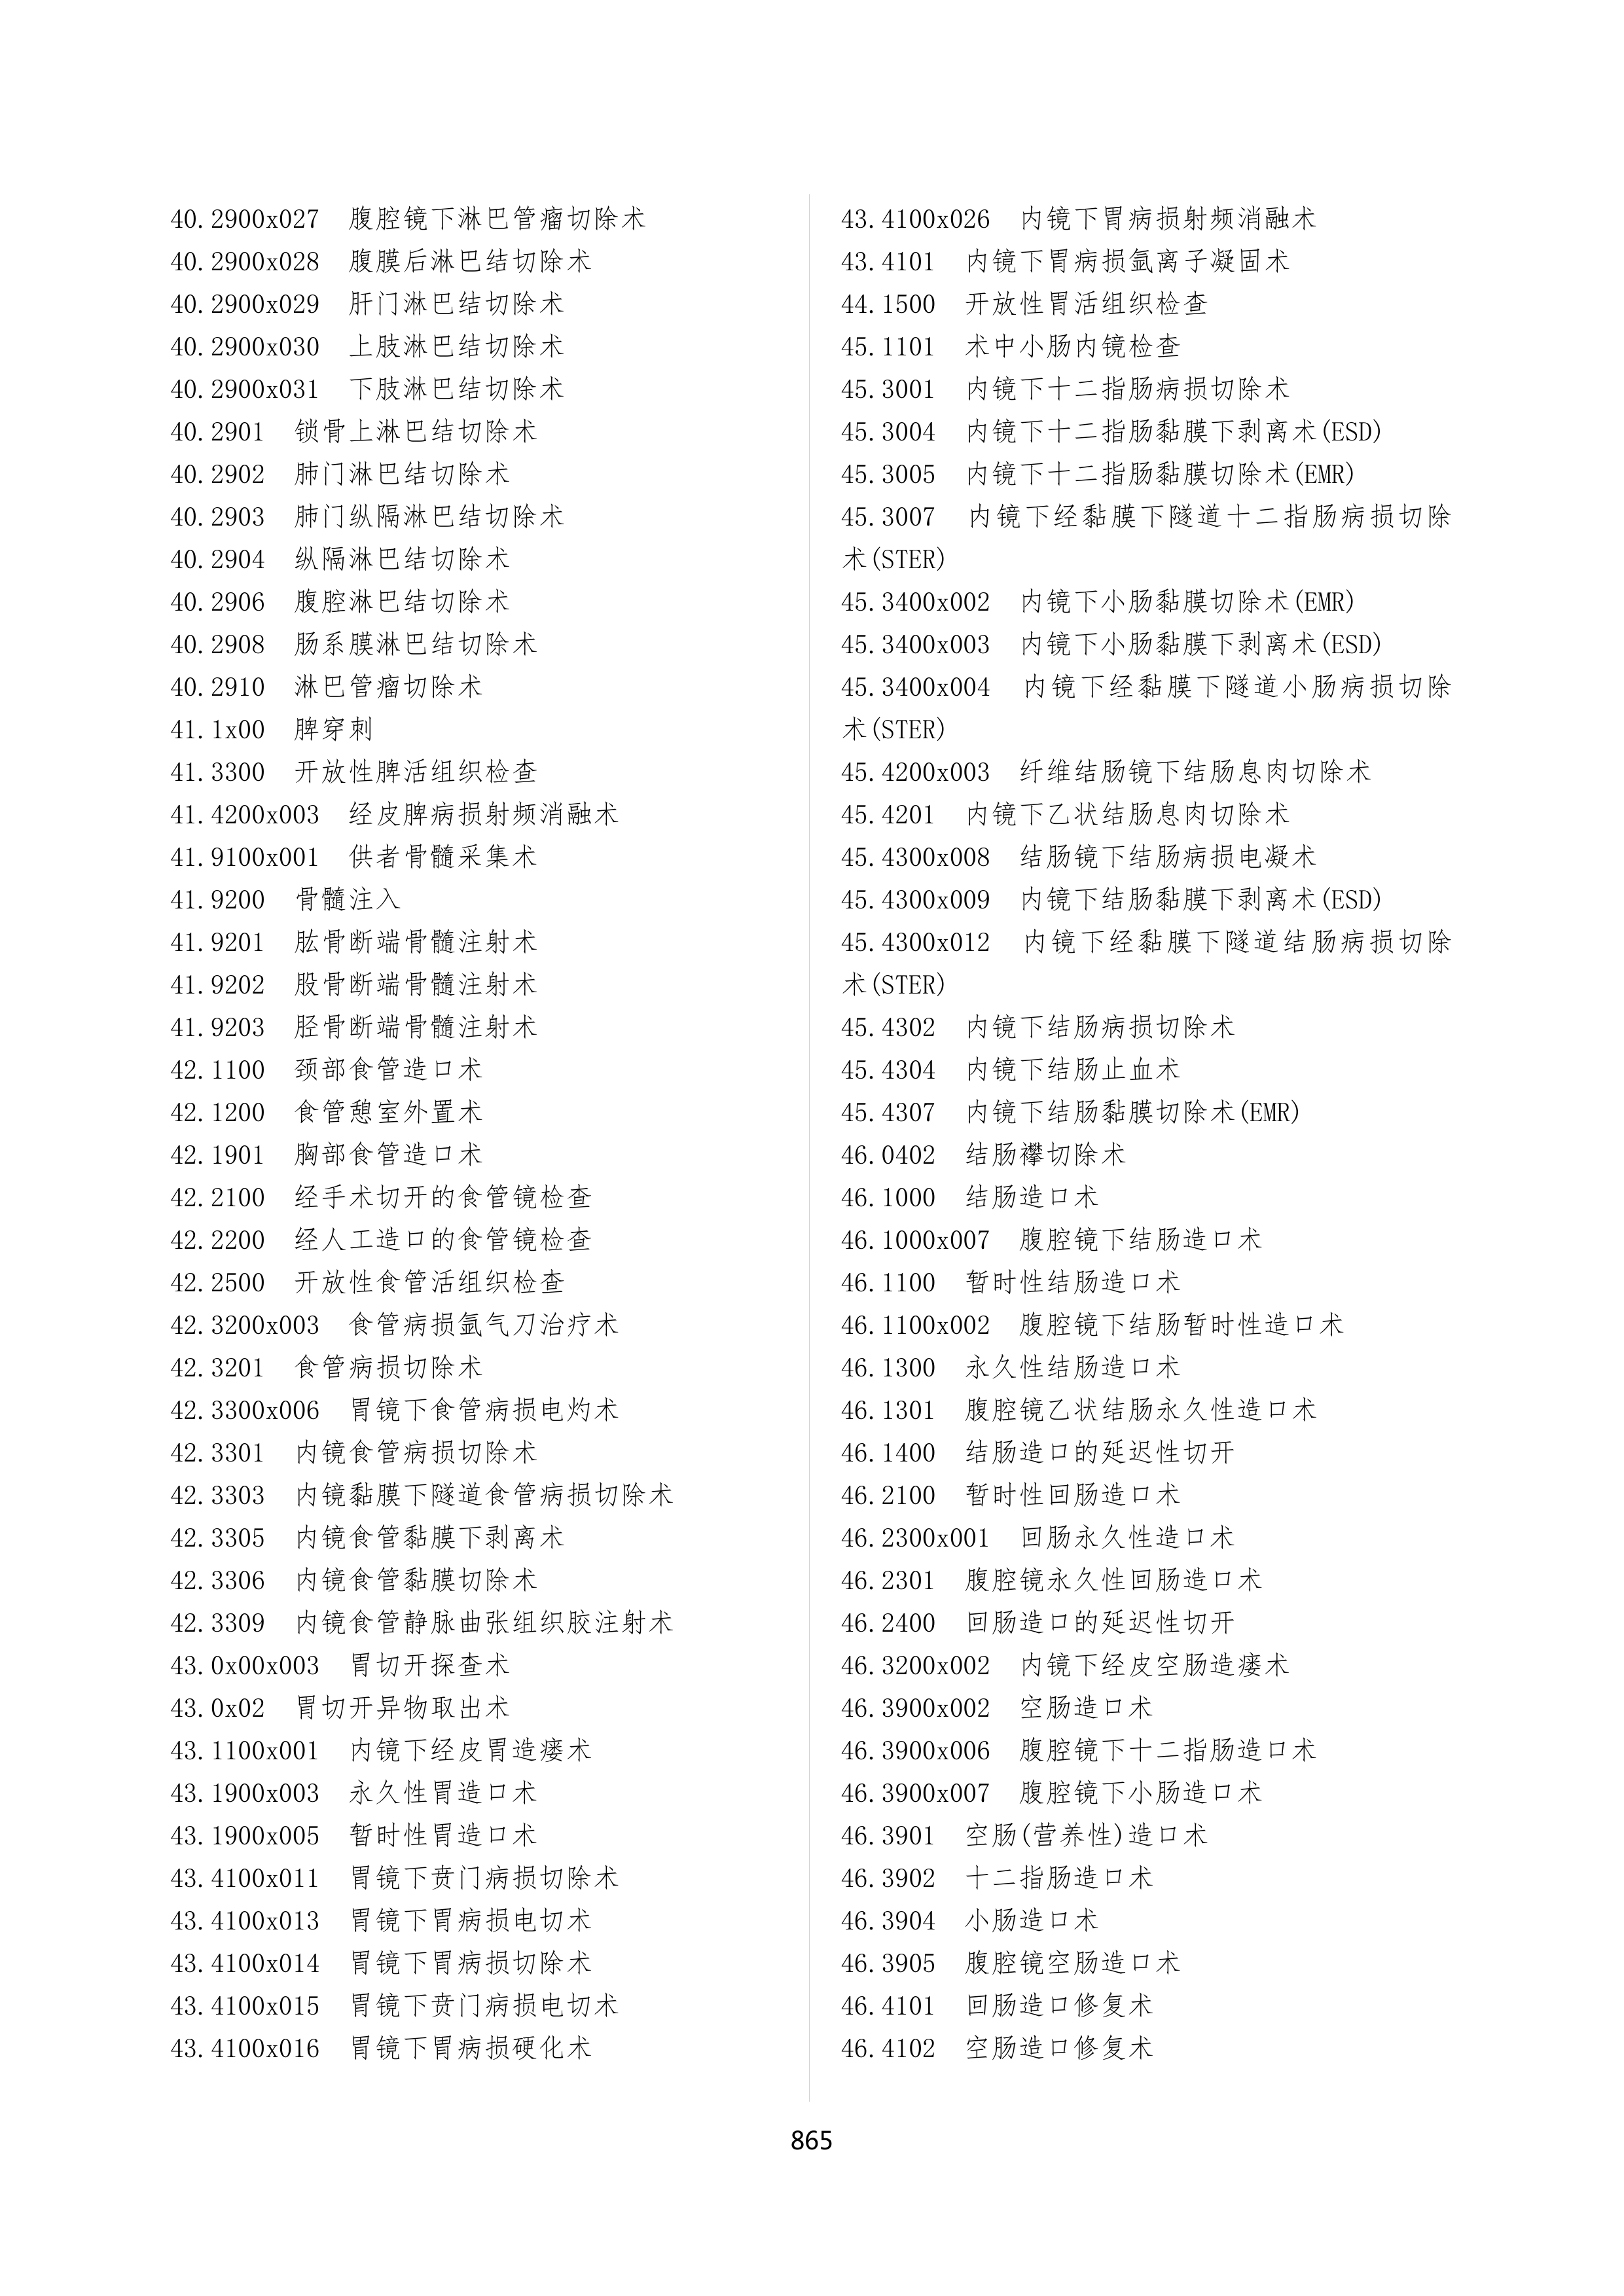 40.2900x027 腹腔镜下淋巴管瘤切除术
40.2900x028 腹膜后淋巴结切除术
40.2900x029 肝门淋巴结切除术
40.2900x030 上肢淋巴结切除术
40.2900x031 下肢淋巴结切除术
40.2901 锁骨上淋巴结切除术
40.2902 肺门淋巴结切除术
40.2903 肺门纵隔淋巴结切除术
40.2904 纵隔淋巴结切除术
40.2906 腹腔淋巴结切除术
40.2908 肠系膜淋巴结切除术
40.2910 淋巴管瘤切除术
41.1x00 脾穿刺
41.3300 开放性脾活组织检查
41.4200x003 经皮脾病损射频消融术
41.9100x001 供者骨髓采集术
41.9200 骨髓注入
41.9201 肱骨断端骨髓注射术
41.9202 股骨断端骨髓注射术
41.9203 胫骨断端骨髓注射术
42.1100 颈部食管造口术
42.1200 食管憩室外置术
42.1901 胸部食管造口术
42.2100 经手术切开的食管镜检查
42.2200 经人工造口的食管镜检查
42.2500 开放性食管活组织检查
42.3200x003 食管病损氩气刀治疗术
42.3201 食管病损切除术
42.3300x006 胃镜下食管病损电灼术
42.3301 内镜食管病损切除术
42.3303 内镜黏膜下隧道食管病损切除术
42.3305 内镜食管黏膜下剥离术
42.3306 内镜食管黏膜切除术
42.3309 内镜食管静脉曲张组织胶注射术
43.0x00x003 胃切开探查术
43.0x02 胃切开异物取出术
43.1100x001 内镜下经皮胃造瘘术
43.1900x003 永久性胃造口术
43.1900x005 暂时性胃造口术
43.4100x011 胃镜下贲门病损切除术
43.4100x013 胃镜下胃病损电切术
43.4100x014 胃镜下胃病损切除术
43.4100x015 胃镜下贲门病损电切术
43.4100x016 胃镜下胃病损硬化术
43.4100x026 内镜下胃病损射频消融术
43.4101 内镜下胃病损氩离子凝固术
44.1500 开放性胃活组织检查
45.1101 术中小肠内镜检查
45.3001 内镜下十二指肠病损切除术
45.3004 内镜下十二指肠黏膜下剥离术(ESD)
45.3005 内镜下十二指肠黏膜切除术(EMR)
45.3007 内镜下经黏膜下隧道十二指肠病损切除
术(STER)
45.3400x002 内镜下小肠黏膜切除术(EMR)
45.3400x003 内镜下小肠黏膜下剥离术(ESD)
45.3400x004 内镜下经黏膜下隧道小肠病损切除
术(STER)
45.4200x003 纤维结肠镜下结肠息肉切除术
45.4201 内镜下乙状结肠息肉切除术
45.4300x008 结肠镜下结肠病损电凝术
45.4300x009 内镜下结肠黏膜下剥离术(ESD)
45.4300x012 内镜下经黏膜下隧道结肠病损切除
术(STER)
45.4302 内镜下结肠病损切除术
45.4304 内镜下结肠止血术
45.4307 内镜下结肠黏膜切除术(EMR)
46.0402 结肠襻切除术
46.1000 结肠造口术
46.1000x007 腹腔镜下结肠造口术
46.1100 暂时性结肠造口术
46.1100x002 腹腔镜下结肠暂时性造口术
46.1300 永久性结肠造口术
46.1301 腹腔镜乙状结肠永久性造口术
46.1400 结肠造口的延迟性切开
46.2100 暂时性回肠造口术
46.2300x001 回肠永久性造口术
46.2301 腹腔镜永久性回肠造口术
46.2400 回肠造口的延迟性切开
46.3200x002 内镜下经皮空肠造瘘术
46.3900x002 空肠造口术
46.3900x006 腹腔镜下十二指肠造口术
46.3900x007 腹腔镜下小肠造口术
46.3901 空肠(营养性)造口术
46.3902 十二指肠造口术
46.3904 小肠造口术
46.3905 腹腔镜空肠造口术
46.4101 回肠造口修复术
46.4102 空肠造口修复术
865